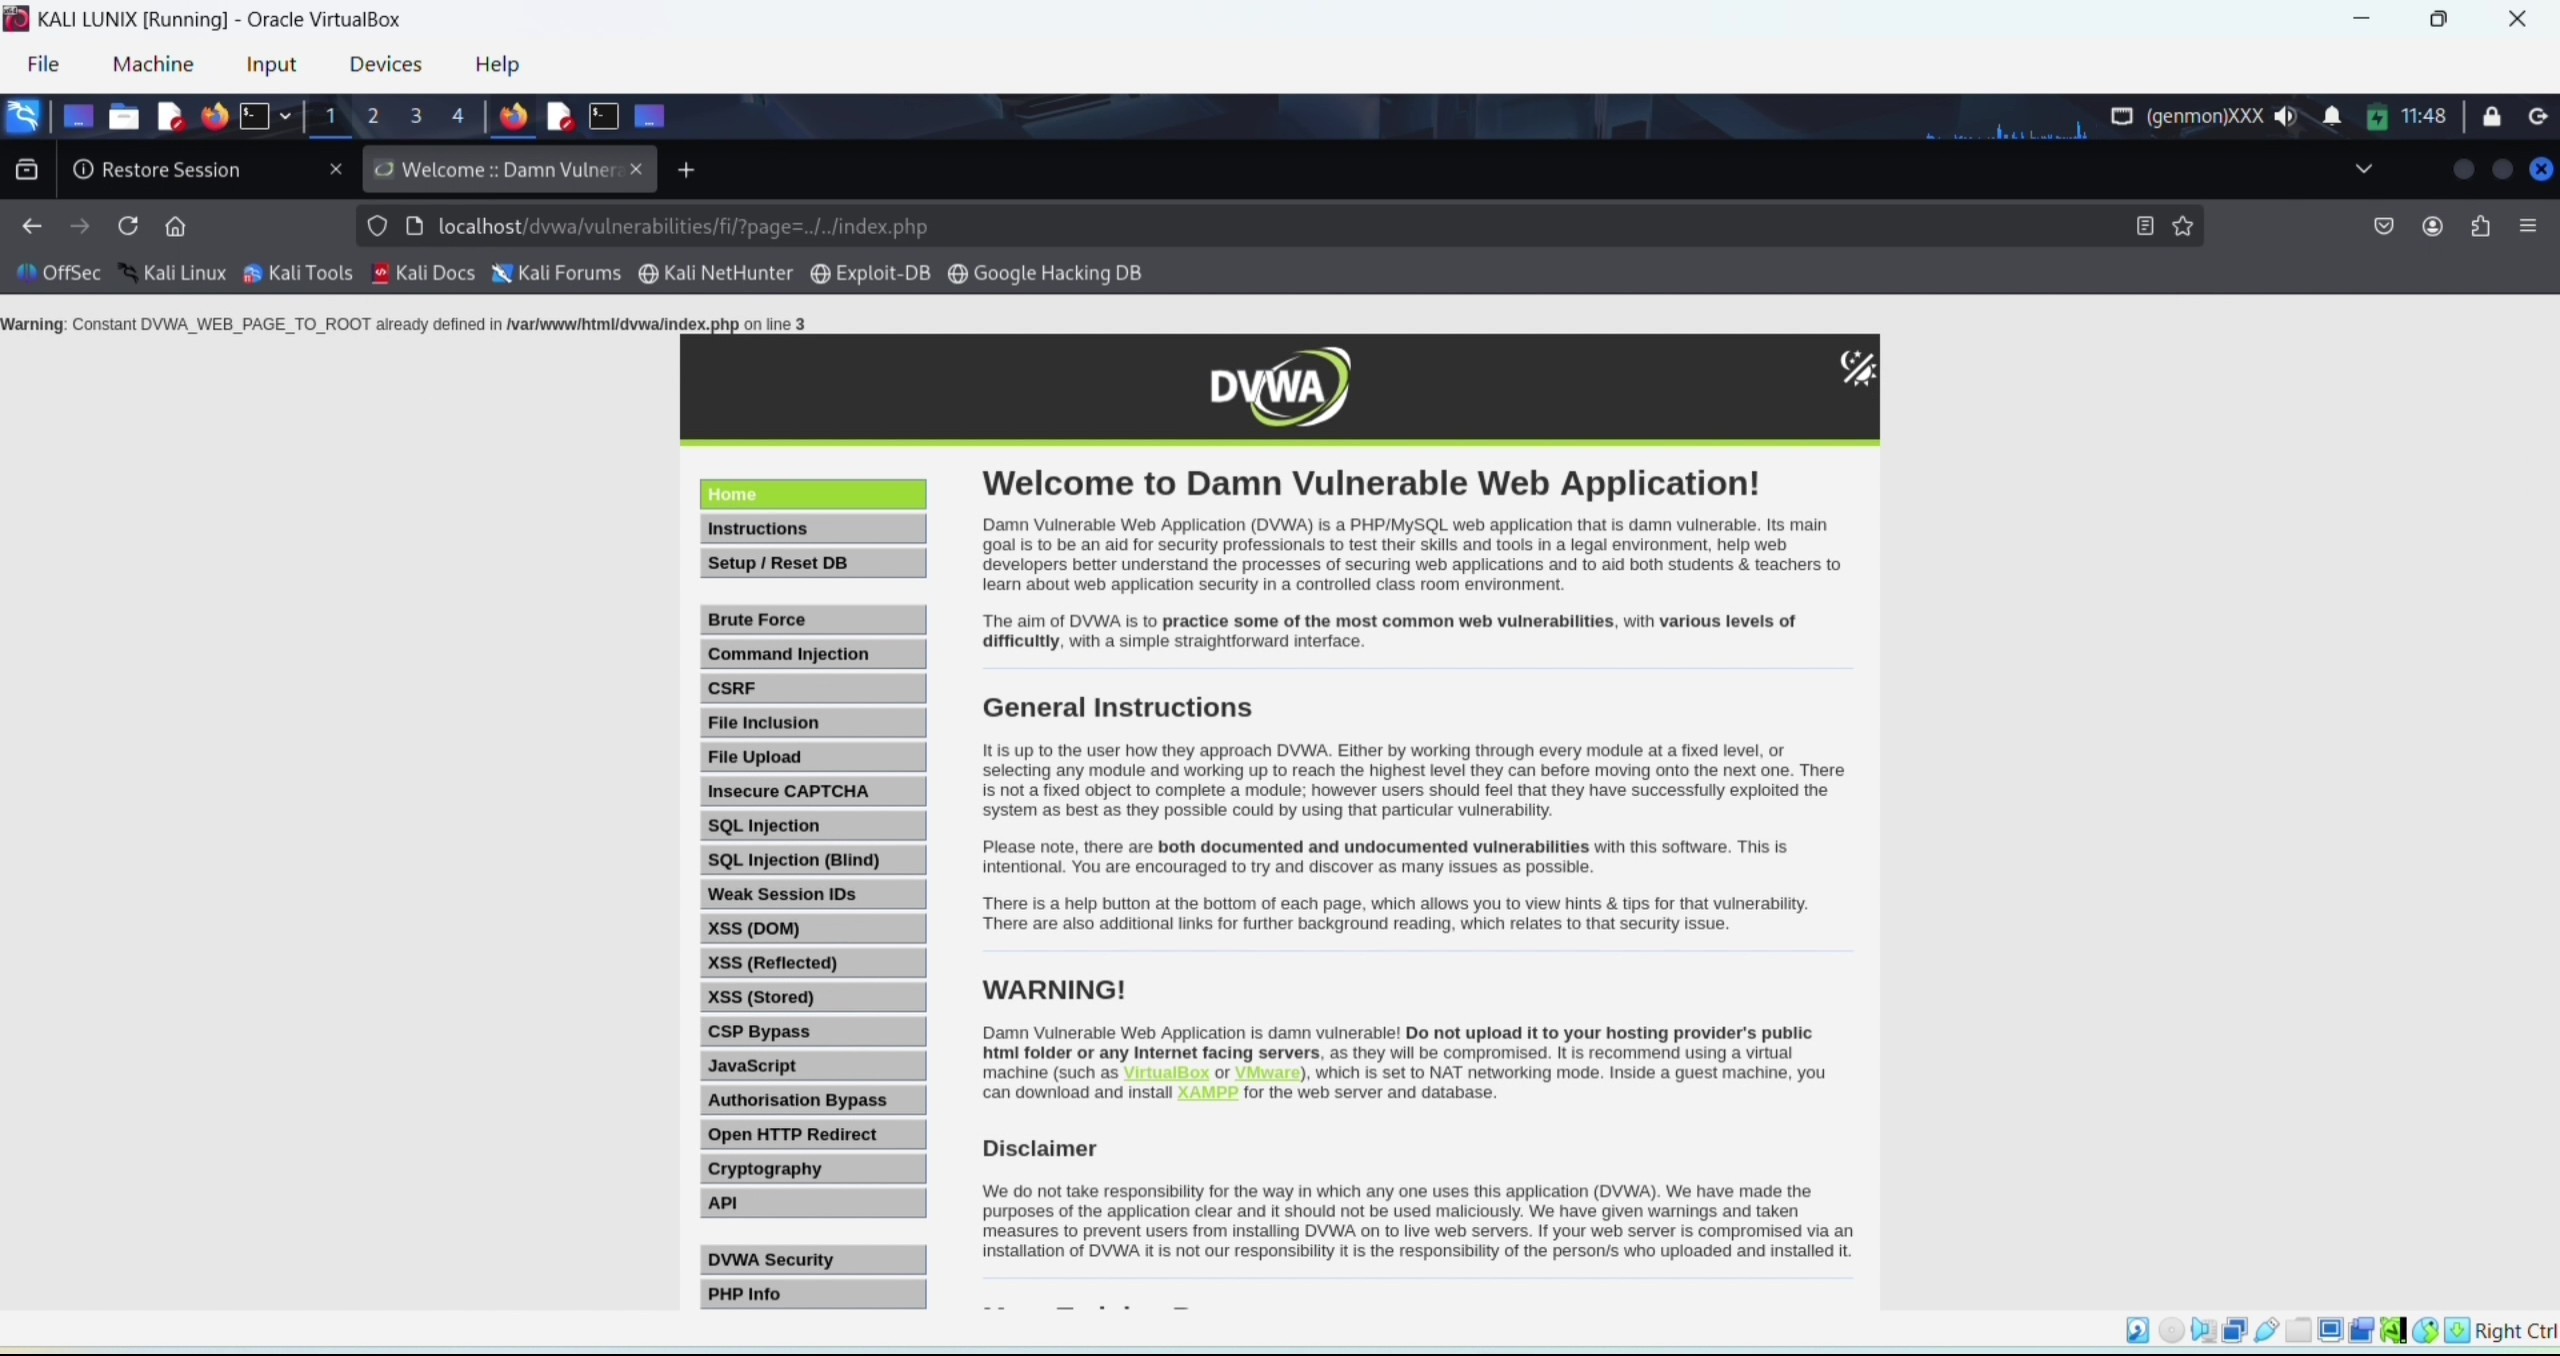 KALI LUNIX [Running] - Oracle VirtualBox
File Machine Input Devices Help
1 2 3 4 (genmon)XXX 11:48
Restore Session Welcome :: Damn Vulnera
localhost/dvwa/vulnerabilities/fi/?page=../../index.php
OffSec Kali Linux Kali Tools Kali Docs Kali Forums Kali NetHunter Exploit-DB Google Hacking DB
Warning: Constant DVWA_WEB_PAGE_TO_ROOT already defined in /var/www/html/dvwa/index.php on line 3
DVWA
Home
Instructions
Setup / Reset DB
Brute Force
Command Injection
CSRF
File Inclusion
File Upload
Insecure CAPTCHA
SQL Injection
SQL Injection (Blind)
Weak Session IDs
XSS (DOM)
XSS (Reflected)
XSS (Stored)
CSP Bypass
JavaScript
Authorisation Bypass
Open HTTP Redirect
Cryptography
API
DVWA Security
PHP Info
Welcome to Damn Vulnerable Web Application!
Damn Vulnerable Web Application (DVWA) is a PHP/MySQL web application that is damn vulnerable. Its main
goal is to be an aid for security professionals to test their skills and tools in a legal environment, help web
developers better understand the processes of securing web applications and to aid both students & teachers to
learn about web application security in a controlled class room environment.
The aim of DVWA is to practice some of the most common web vulnerabilities, with various levels of
difficultly, with a simple straightforward interface.
General Instructions
It is up to the user how they approach DVWA. Either by working through every module at a fixed level, or
selecting any module and working up to reach the highest level they can before moving onto the next one. There
is not a fixed object to complete a module; however users should feel that they have successfully exploited the
system as best as they possible could by using that particular vulnerability.
Please note, there are both documented and undocumented vulnerabilities with this software. This is
intentional. You are encouraged to try and discover as many issues as possible.
There is a help button at the bottom of each page, which allows you to view hints & tips for that vulnerability.
There are also additional links for further background reading, which relates to that security issue.
WARNING!
Damn Vulnerable Web Application is damn vulnerable! Do not upload it to your hosting provider's public
html folder or any Internet facing servers, as they will be compromised. It is recommend using a virtual
machine (such as VirtualBox or VMware), which is set to NAT networking mode. Inside a guest machine, you
can download and install XAMPP for the web server and database.
Disclaimer
We do not take responsibility for the way in which any one uses this application (DVWA). We have made the
purposes of the application clear and it should not be used maliciously. We have given warnings and taken
measures to prevent users from installing DVWA on to live web servers. If your web server is compromised via an
installation of DVWA it is not our responsibility it is the responsibility of the person/s who uploaded and installed it.
Right Ctrl